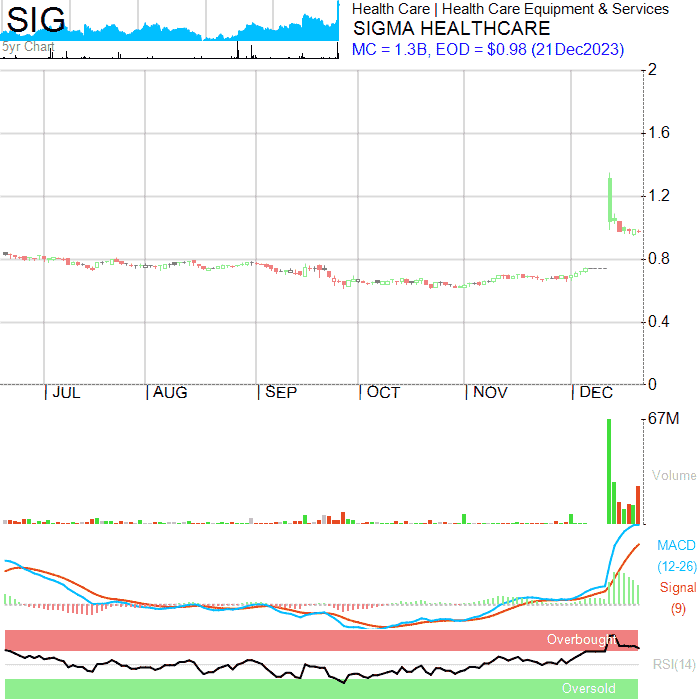 SIG
5yr Chart
Health Care | Health Care Equipment & Services
SIGMA HEALTHCARE
MC = 1.3B, EOD = $0.98 (21Dec2023)
2
1.6
1.2
0.8
0.4
0
| JUL | AUG | SEP | OCT | NOV | DEC
67M
Volume
MACD
(12-26)
Signal
(9)
Overbought
RSI(14)
Oversold